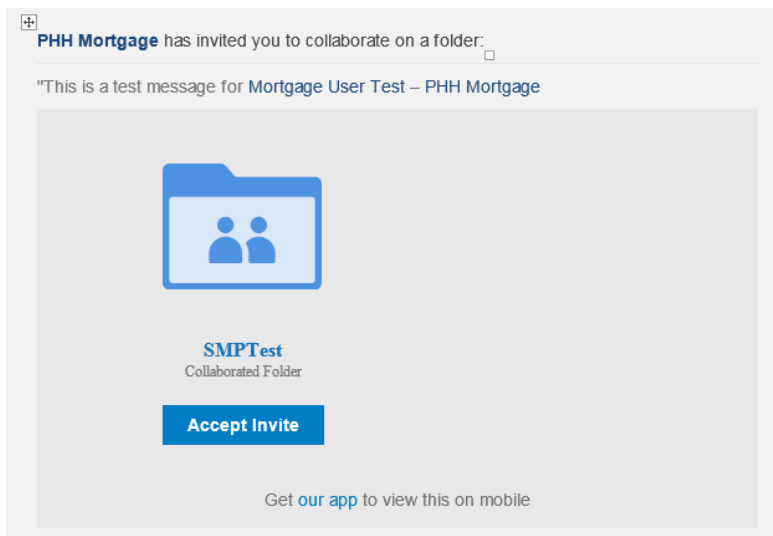 PHH Mortgage has invited you to collaborate on a folder:
"This is a test message for Mortgage User Test – PHH Mortgage
SMPTest
Collaborated Folder
Accept Invite
Get our app to view this on mobile